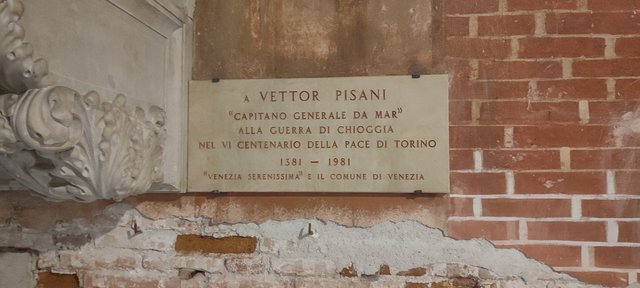 A VETTOR PISANI
"CAPITANO GENERALE DA MAR"
ALLA GUERRA DI CHIOGGIA
NEL VI CENTENARIO DELLA PACE DI TORINO
1381 — 1981
"VENEZIA SERENISSIMA" E IL COMUNE DI VENEZIA